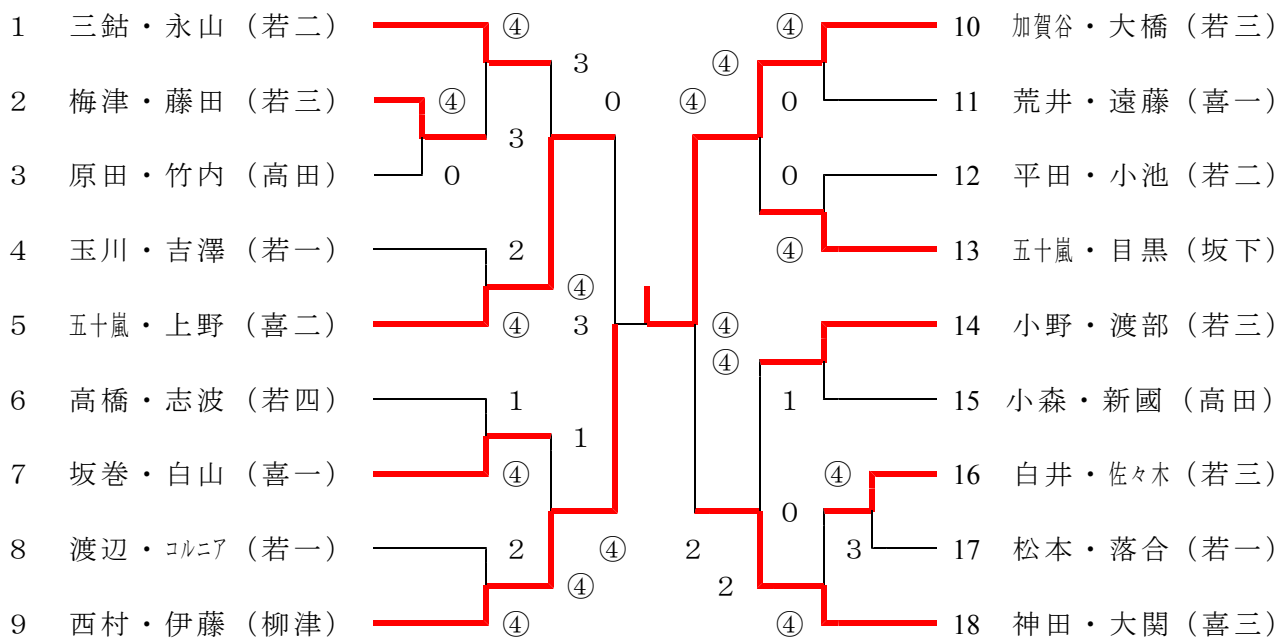 1 三鈷・永山（若二） ④ ④ 10 加賀谷・大橋（若三）
3 ④
2 梅津・藤田（若三） ④ 0 ④ 0 11 荒井・遠藤（喜一）
3
3 原田・竹内（高田） 0 0 12 平田・小池（若二）
4 玉川・吉澤（若一） 2 ④ 13 五十嵐・目黒（坂下）
④
5 五十嵐・上野（喜二） ④ 3 ④ 14 小野・渡部（若三）
④
6 高橋・志波（若四） 1 1 15 小森・新國（高田）
1
7 坂巻・白山（喜一） ④ ④ 16 白井・佐々木（若三）
0
8 渡辺・コルニア（若一） 2 ④ 2 3 17 松本・落合（若一）
④ 2
9 西村・伊藤（柳津） ④ ④ 18 神田・大関（喜三）